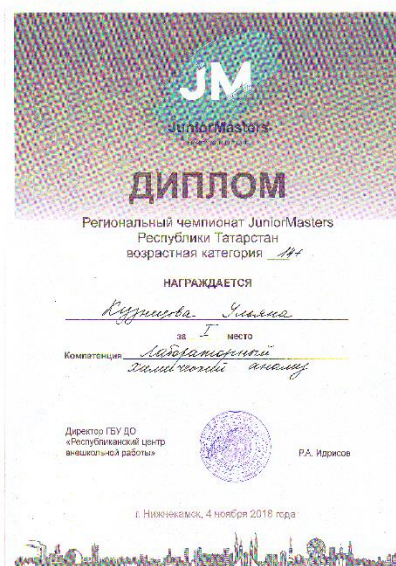 JM
JuniorMasters
ДИПЛОМ
Региональный чемпионат JuniorMasters
Республики Татарстан
возрастная категория 14+
НАГРАЖДАЕТСЯ
Кузнецова Ульяна
за I место
Компетенция Лабораторный
химический анализ
Директор ГБУ ДО
«Республиканский центр
внешкольной работы»
Р.А. Идрисов
г. Нижнекамск, 4 ноября 2016 года